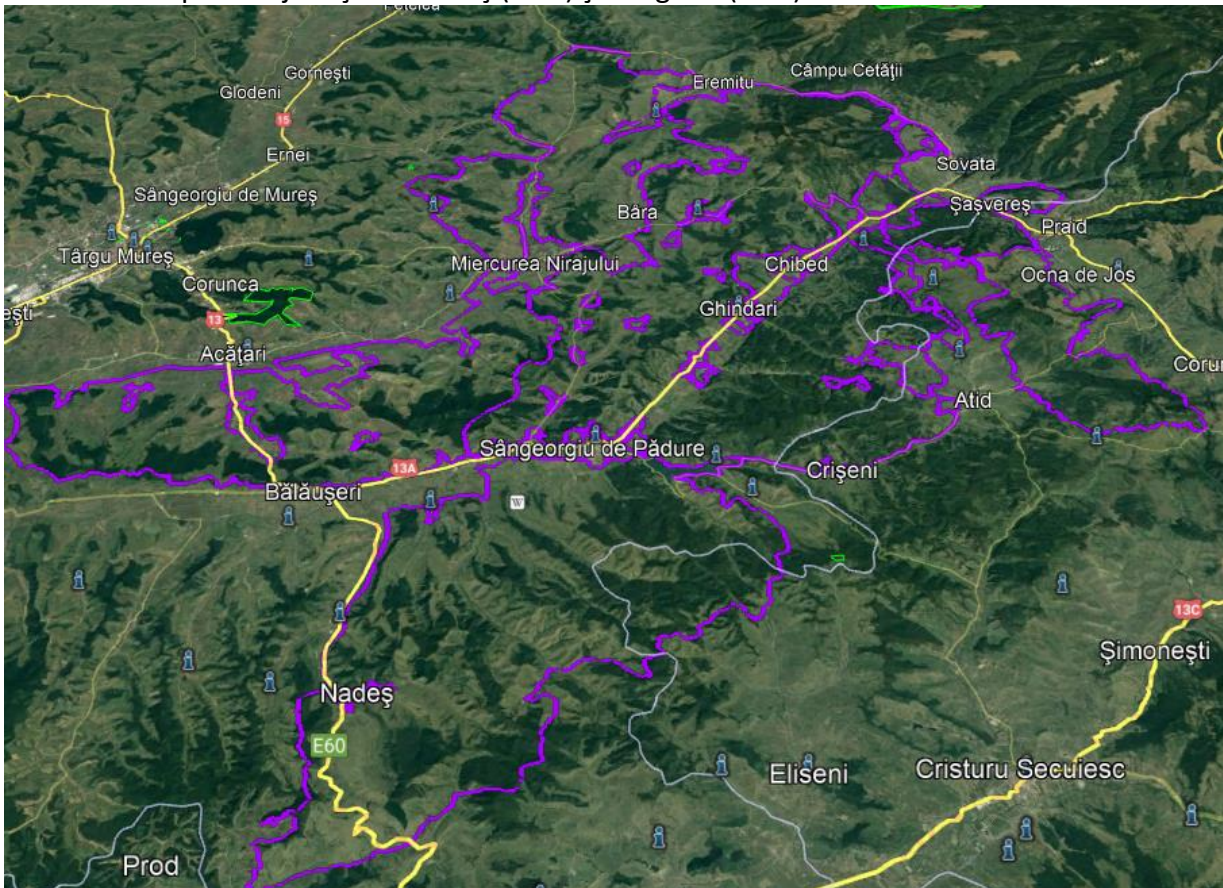 Gorneşti
Glodeni
15
Ernei
Eremitu
Câmpu Cetăţii
Sângeorgiu de Mureş
Sovata
Bâra
Şaşvereş
Praid
Târgu Mureş
Miercurea Nirajului
Chibed
Corunca
Ocna de Jos
13
Ghindari
Acăţari
Atid
Sângeorgiu de Pădure
13A
Crişeni
Bălăuşeri
W
13C
Şimoneşti
Nadeş
E60
Eliseni
Cristuru Secuiesc
Prod